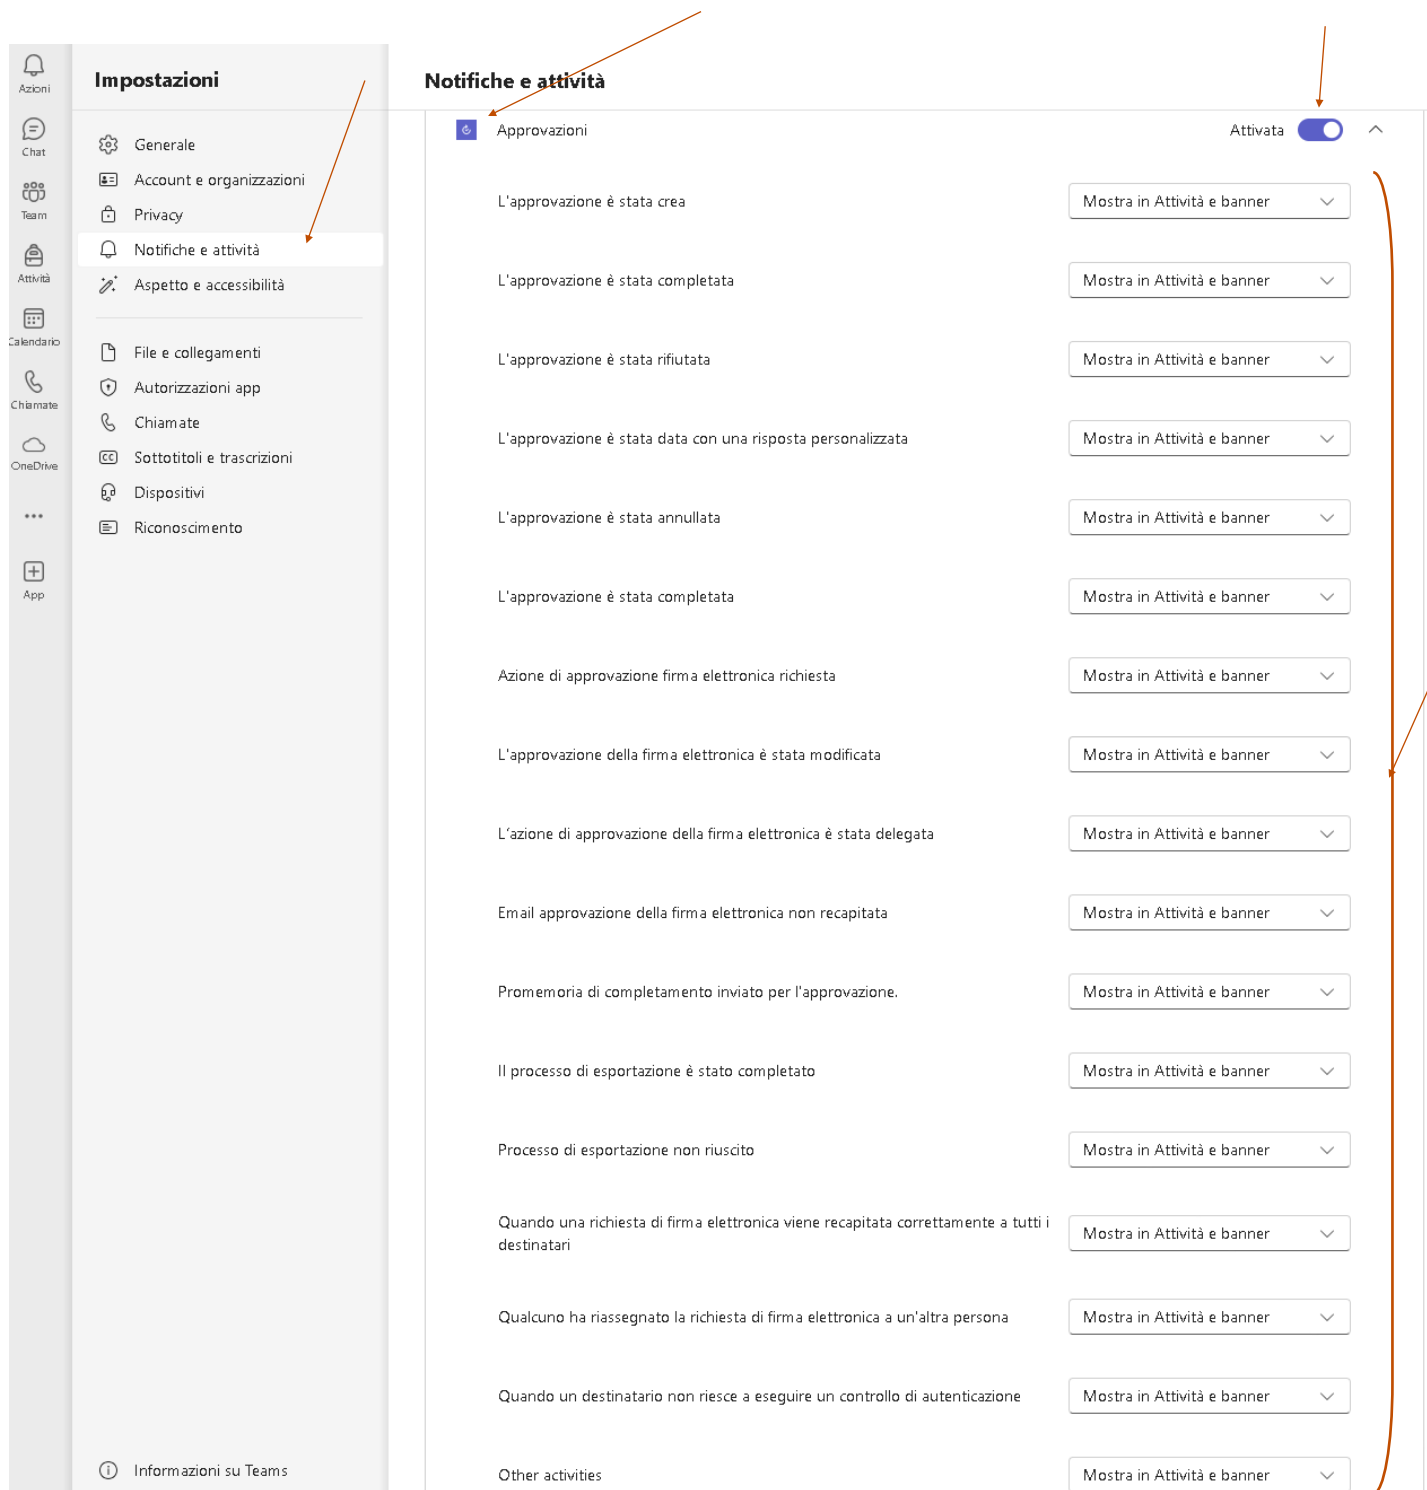 Azioni
Chat
Team
Attività
Calendario
Chiamate
OneDrive
App
Impostazioni
Generale
Account e organizzazioni
Privacy
Notifiche e attività
Aspetto e accessibilità
File e collegamenti
Autorizzazioni app
Chiamate
Sottotitoli e trascrizioni
Dispositivi
Riconoscimento
Informazioni su Teams
Notifiche e attività
Approvazioni Attivata
L'approvazione è stata crea Mostra in Attività e banner
L'approvazione è stata completata Mostra in Attività e banner
L'approvazione è stata rifiutata Mostra in Attività e banner
L'approvazione è stata data con una risposta personalizzata Mostra in Attività e banner
L'approvazione è stata annullata Mostra in Attività e banner
L'approvazione è stata completata Mostra in Attività e banner
Azione di approvazione firma elettronica richiesta Mostra in Attività e banner
L'approvazione della firma elettronica è stata modificata Mostra in Attività e banner
L’azione di approvazione della firma elettronica è stata delegata Mostra in Attività e banner
Email approvazione della firma elettronica non recapitata Mostra in Attività e banner
Promemoria di completamento inviato per l'approvazione. Mostra in Attività e banner
Il processo di esportazione è stato completato Mostra in Attività e banner
Processo di esportazione non riuscito Mostra in Attività e banner
Quando una richiesta di firma elettronica viene recapitata correttamente a tutti i
destinatari Mostra in Attività e banner
Qualcuno ha riassegnato la richiesta di firma elettronica a un'altra persona Mostra in Attività e banner
Quando un destinatario non riesce a eseguire un controllo di autenticazione Mostra in Attività e banner
Other activities Mostra in Attività e banner